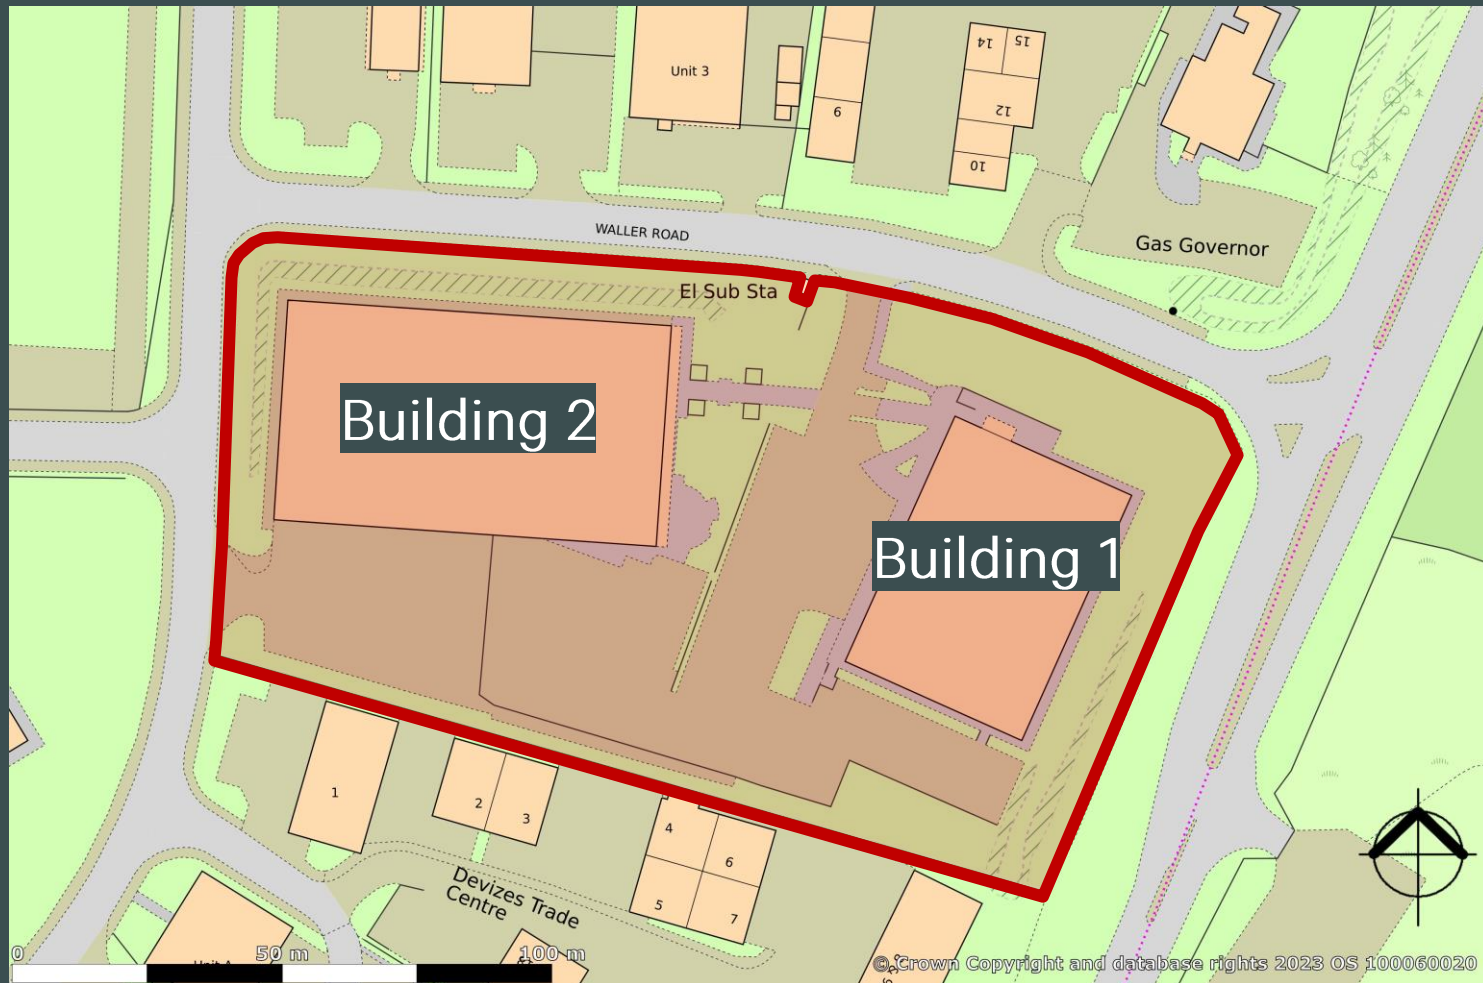 14
15
Unit 3
12
9
10
WALLER ROAD
Gas Governor
El Sub Sta
Building 2
Building 1
1
2
3
4
6
5
7
Devizes Trade
Centre
0
50 m
100 m
© Crown Copyright and database rights 2023 OS 100060020